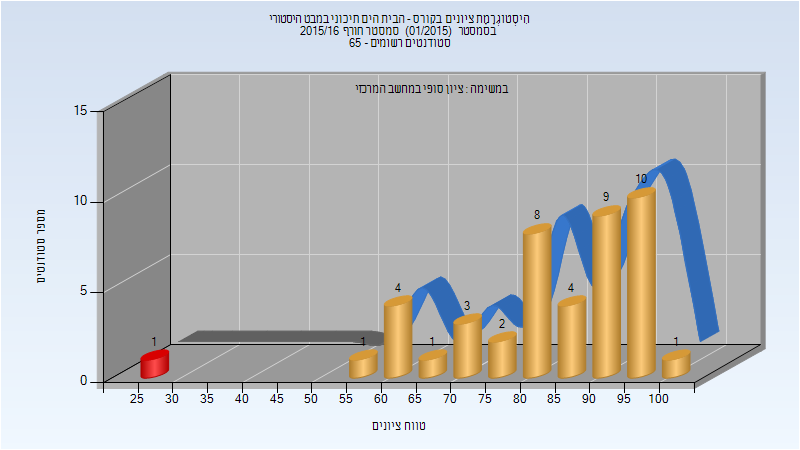 הִיסְטוֹגְרָמַת ציונים בקורס - הבית הים תיכוני במבט היסטורי
בסמסטר (01/2015) סמסטר חורף 2015/16
סטודנטים רשומים - 65
במשימה : ציון סופי במחשב המרכזי
מספר סטודנטים
15
10
5
0
1 1 4 1 3 2 8 4 9 10 1
25 30 35 40 45 50 55 60 65 70 75 80 85 90 95 100
טווח ציונים